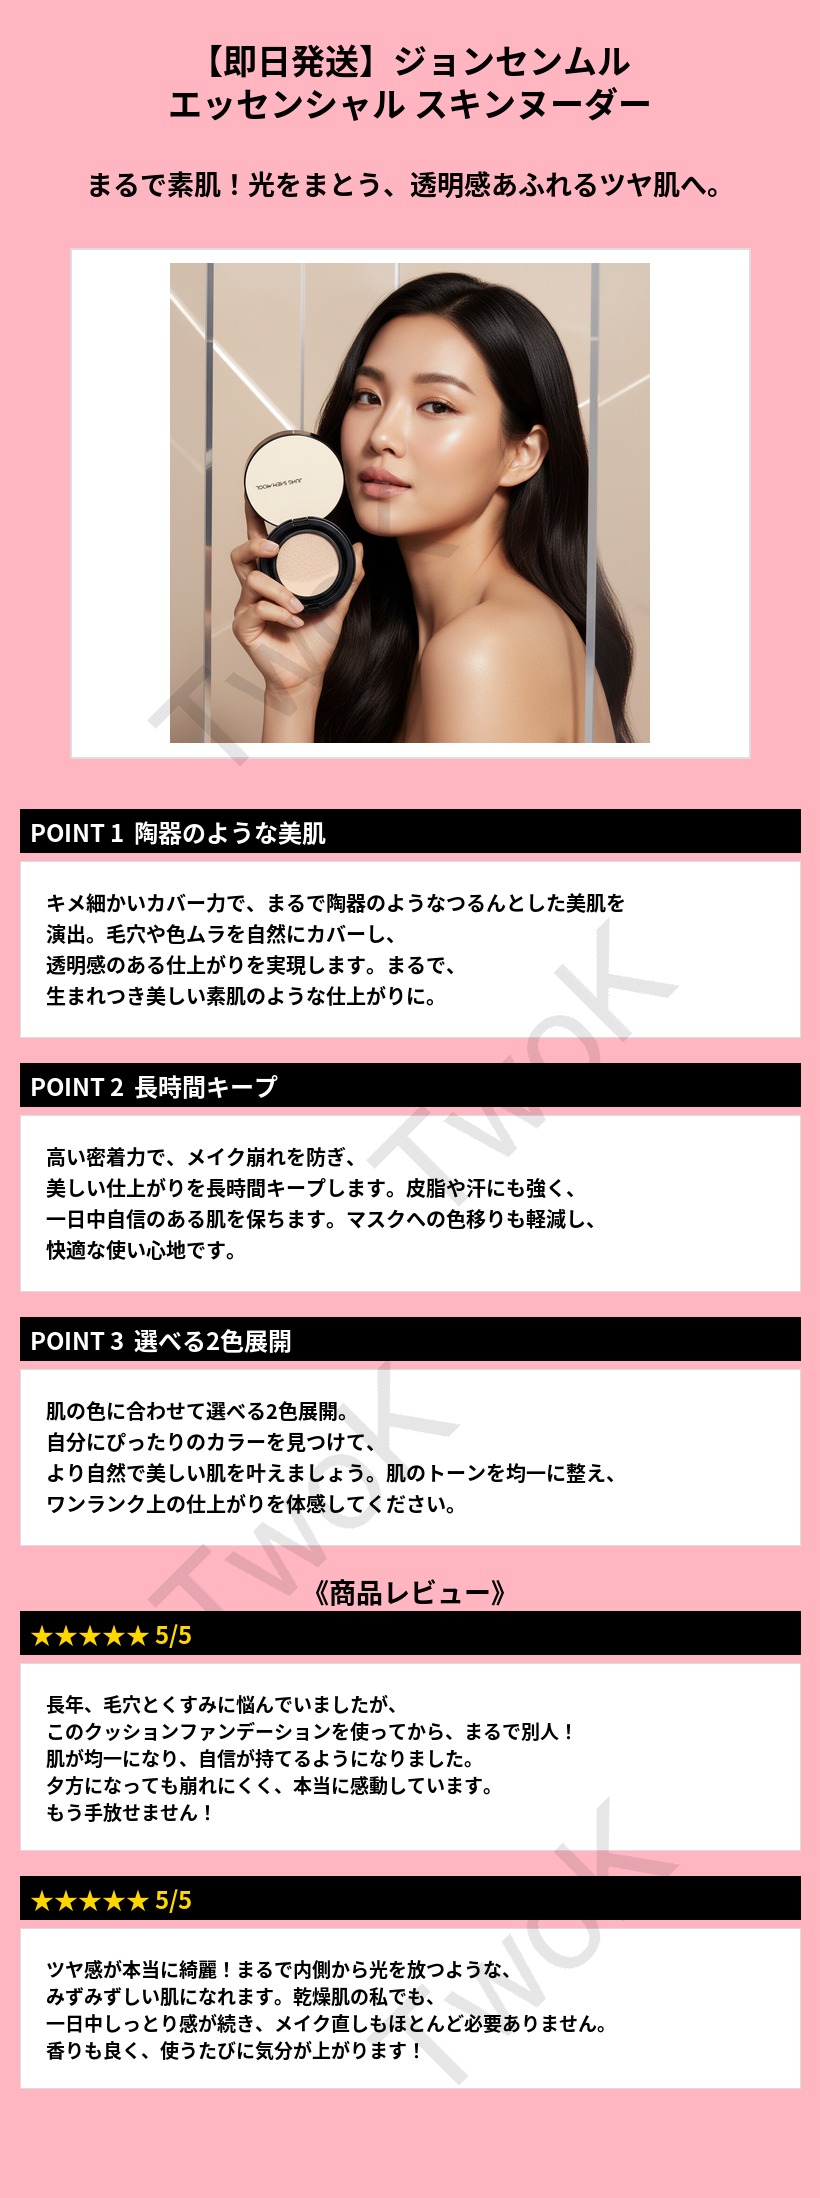 【即日発送】ジョンセンムル
エッセンシャル スキンヌーダー
まるで素肌！光をまとう、透明感あふれるツヤ肌へ。
JUNG SAEM MOOL
TwoK
POINT 1 陶器のような美肌
キメ細かいカバー力で、まるで陶器のようなつるんとした美肌を
演出。毛穴や色ムラを自然にカバーし、
透明感のある仕上がりを実現します。まるで、
生まれつき美しい素肌のような仕上がりに。
TwoK
POINT 2 長時間キープ
高い密着力で、メイク崩れを防ぎ、
美しい仕上がりを長時間キープします。皮脂や汗にも強く、
一日中自信のある肌を保ちます。マスクへの色移りも軽減し、
快適な使い心地です。
POINT 3 選べる2色展開
肌の色に合わせて選べる2色展開。
自分にぴったりのカラーを見つけて、
より自然で美しい肌を叶えましょう。肌のトーンを均一に整え、
ワンランク上の仕上がりを体感してください。
TwoK
《商品レビュー》
★★★★★ 5/5
長年、毛穴とくすみに悩んでいましたが、
このクッションファンデーションを使ってから、まるで別人！
肌が均一になり、自信が持てるようになりました。
夕方になっても崩れにくく、本当に感動しています。
もう手放せません！
★★★★★ 5/5
ツヤ感が本当に綺麗！まるで内側から光を放つような、
みずみずしい肌になれます。乾燥肌の私でも、
一日中しっとり感が続き、メイク直しもほとんど必要ありません。
香りも良く、使うたびに気分が上がります！
TwoK